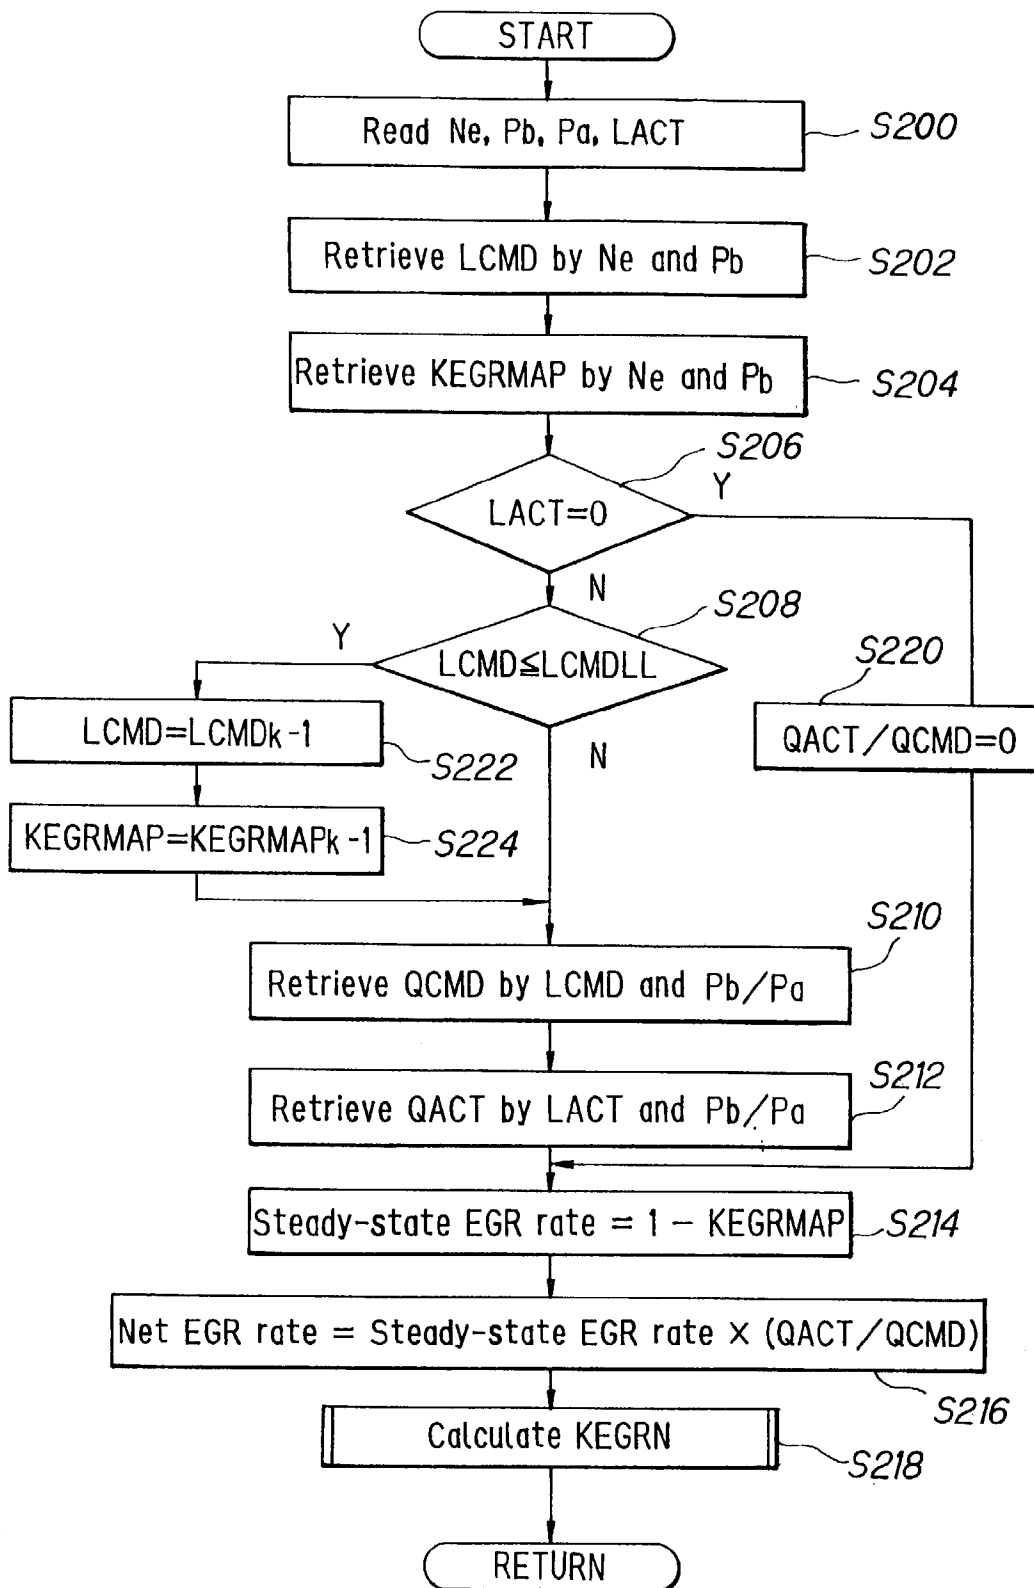 START
Read Ne, Pb, Pa, LACT
S200
Retrieve LCMD by Ne and Pb
S202
Retrieve KEGRMAP by Ne and Pb
S204
S206
LACT=0
Y
N
S208
Y
LCMD≦LCMDLL
S220
LCMD=LCMDk-1
S222
N
QACT/QCMD=0
KEGRMAP=KEGRMAPk-1
S224
S210
Retrieve QCMD by LCMD and Pb/Pa
S212
Retrieve QACT by LACT and Pb/Pa
Steady-state EGR rate = 1 - KEGRMAP
S214
Net EGR rate = Steady-state EGR rate × (QACT/QCMD)
S216
Calculate KEGRN
S218
RETURN